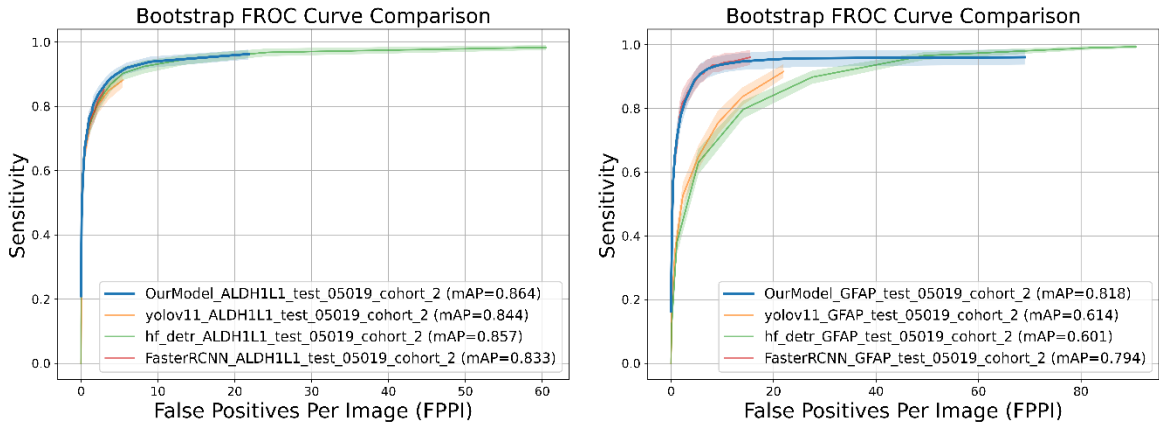 Bootstrap FROC Curve Comparison
1.0
0.8
0.6
0.4
0.2
0.0
Sensitivity
OurModel_ALDH1L1_test_05019_cohort_2 (mAP=0.864)
yolov11_ALDH1L1_test_05019_cohort_2 (mAP=0.844)
hf_detr_ALDH1L1_test_05019_cohort_2 (mAP=0.857)
FasterRCNN_ALDH1L1_test_05019_cohort_2 (mAP=0.833)
0 10 20 30 40 50 60
False Positives Per Image (FPPI)
Bootstrap FROC Curve Comparison
1.0
0.8
0.6
0.4
0.2
0.0
Sensitivity
OurModel_GFAP_test_05019_cohort_2 (mAP=0.818)
yolov11_GFAP_test_05019_cohort_2 (mAP=0.614)
hf_detr_GFAP_test_05019_cohort_2 (mAP=0.601)
FasterRCNN_GFAP_test_05019_cohort_2 (mAP=0.794)
0 20 40 60 80
False Positives Per Image (FPPI)